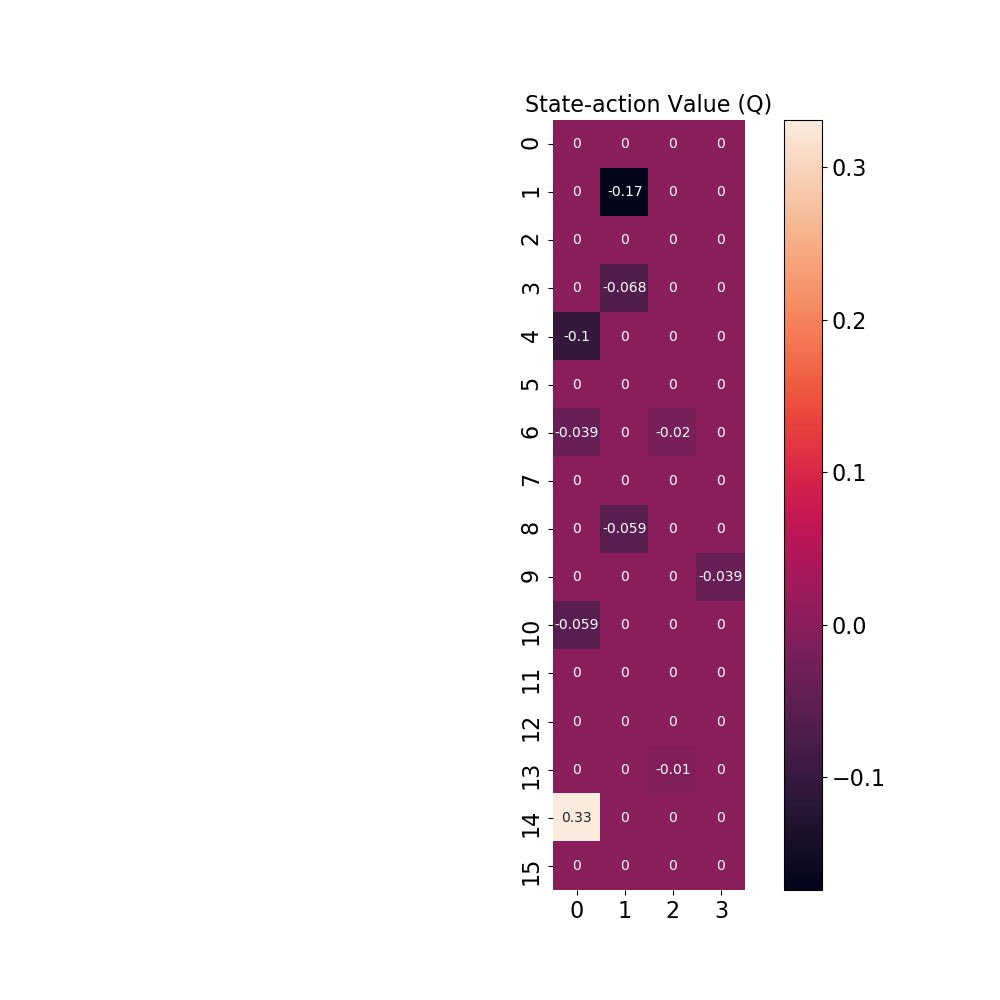 State-action Value (Q)
0 0 0 0 0
1 0 -0.17 0 0
2 0 0 0 0
3 0 -0.068 0 0
4 -0.1 0 0 0
5 0 0 0 0
6 -0.039 0 -0.02 0
7 0 0 0 0
8 0 -0.059 0 0
9 0 0 0 -0.039
10 -0.059 0 0 0
11 0 0 0 0
12 0 0 0 0
13 0 0 -0.01 0
14 0.33 0 0 0
15 0 0 0 0
0 1 2 3
0.3
0.2
0.1
0.0
−0.1